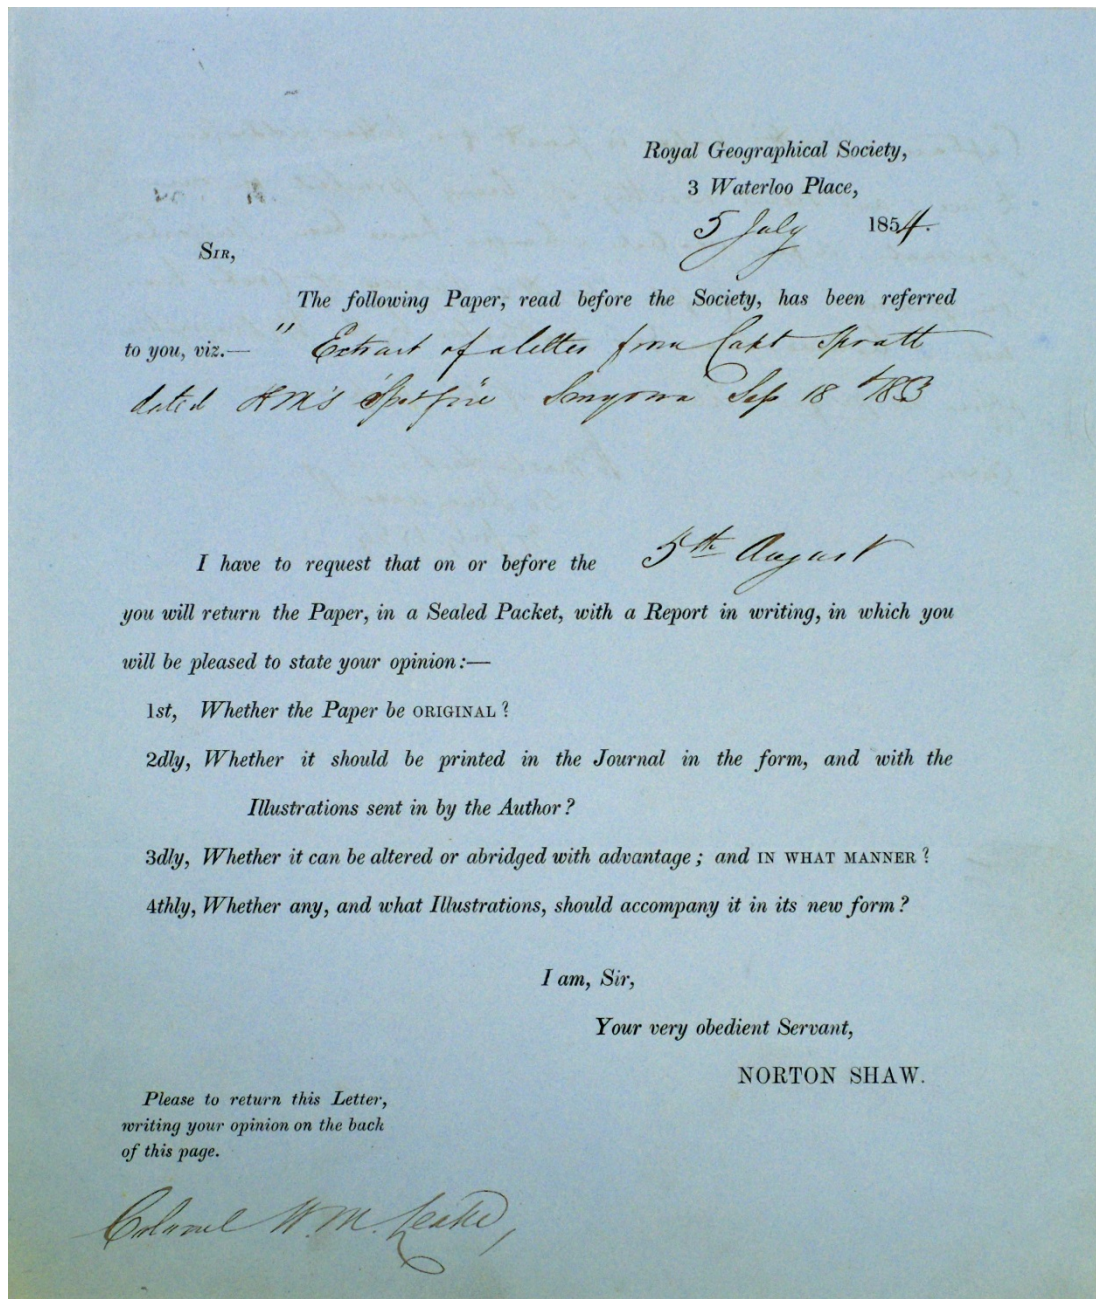 Royal Geographical Society,
3 Waterloo Place,
5 July 1854.
SIR,
The following Paper, read before the Society, has been referred
to you, viz.— " Extract of a letter from Capt Spratt
dated H.M.'s Spitfire Smyrna Sep 18 1853
I have to request that on or before the 5th August
you will return the Paper, in a Sealed Packet, with a Report in writing, in which you
will be pleased to state your opinion:—
1st, Whether the Paper be ORIGINAL?
2dly, Whether it should be printed in the Journal in the form, and with the
Illustrations sent in by the Author?
3dly, Whether it can be altered or abridged with advantage; and IN WHAT MANNER?
4thly, Whether any, and what Illustrations, should accompany it in its new form?
I am, Sir,
Your very obedient Servant,
NORTON SHAW.
Please to return this Letter,
writing your opinion on the back
of this page.
Colonel W. M. Leake,